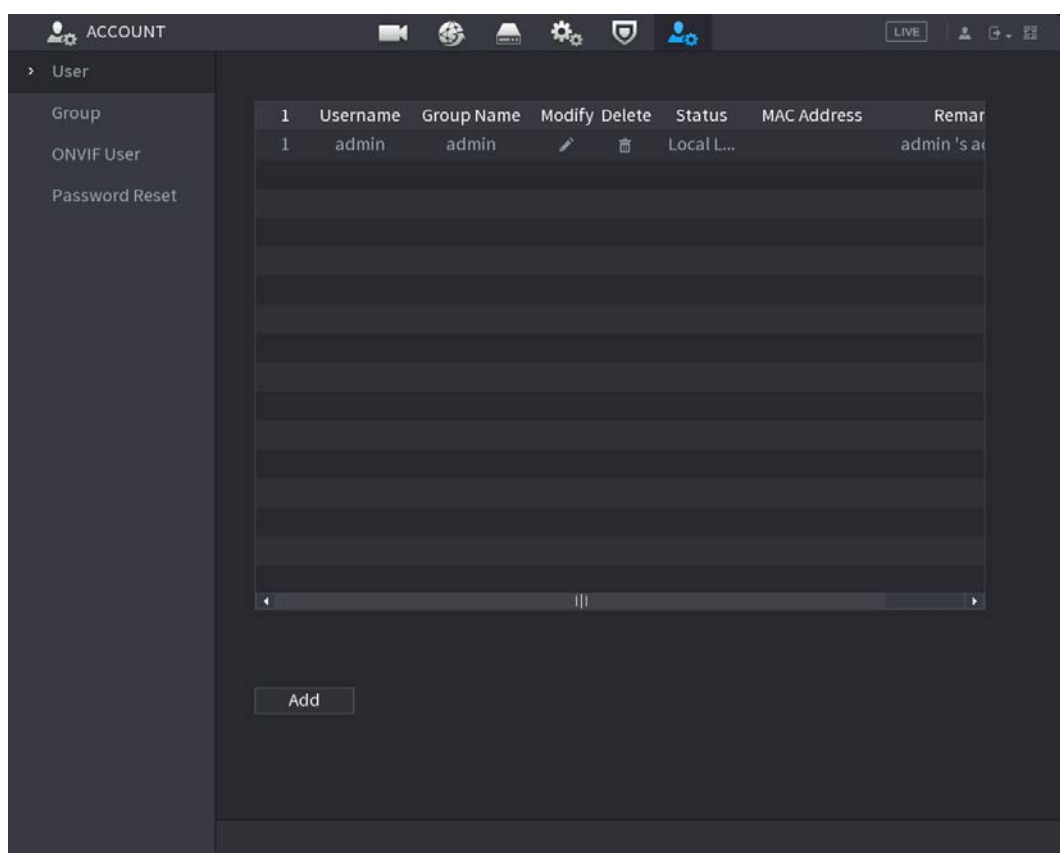 ACCOUNT LIVE
User
Group
ONVIF User
Password Reset
1 Username Group Name Modify Delete Status MAC Address Remar
1 admin admin Local L... admin 's a
Add